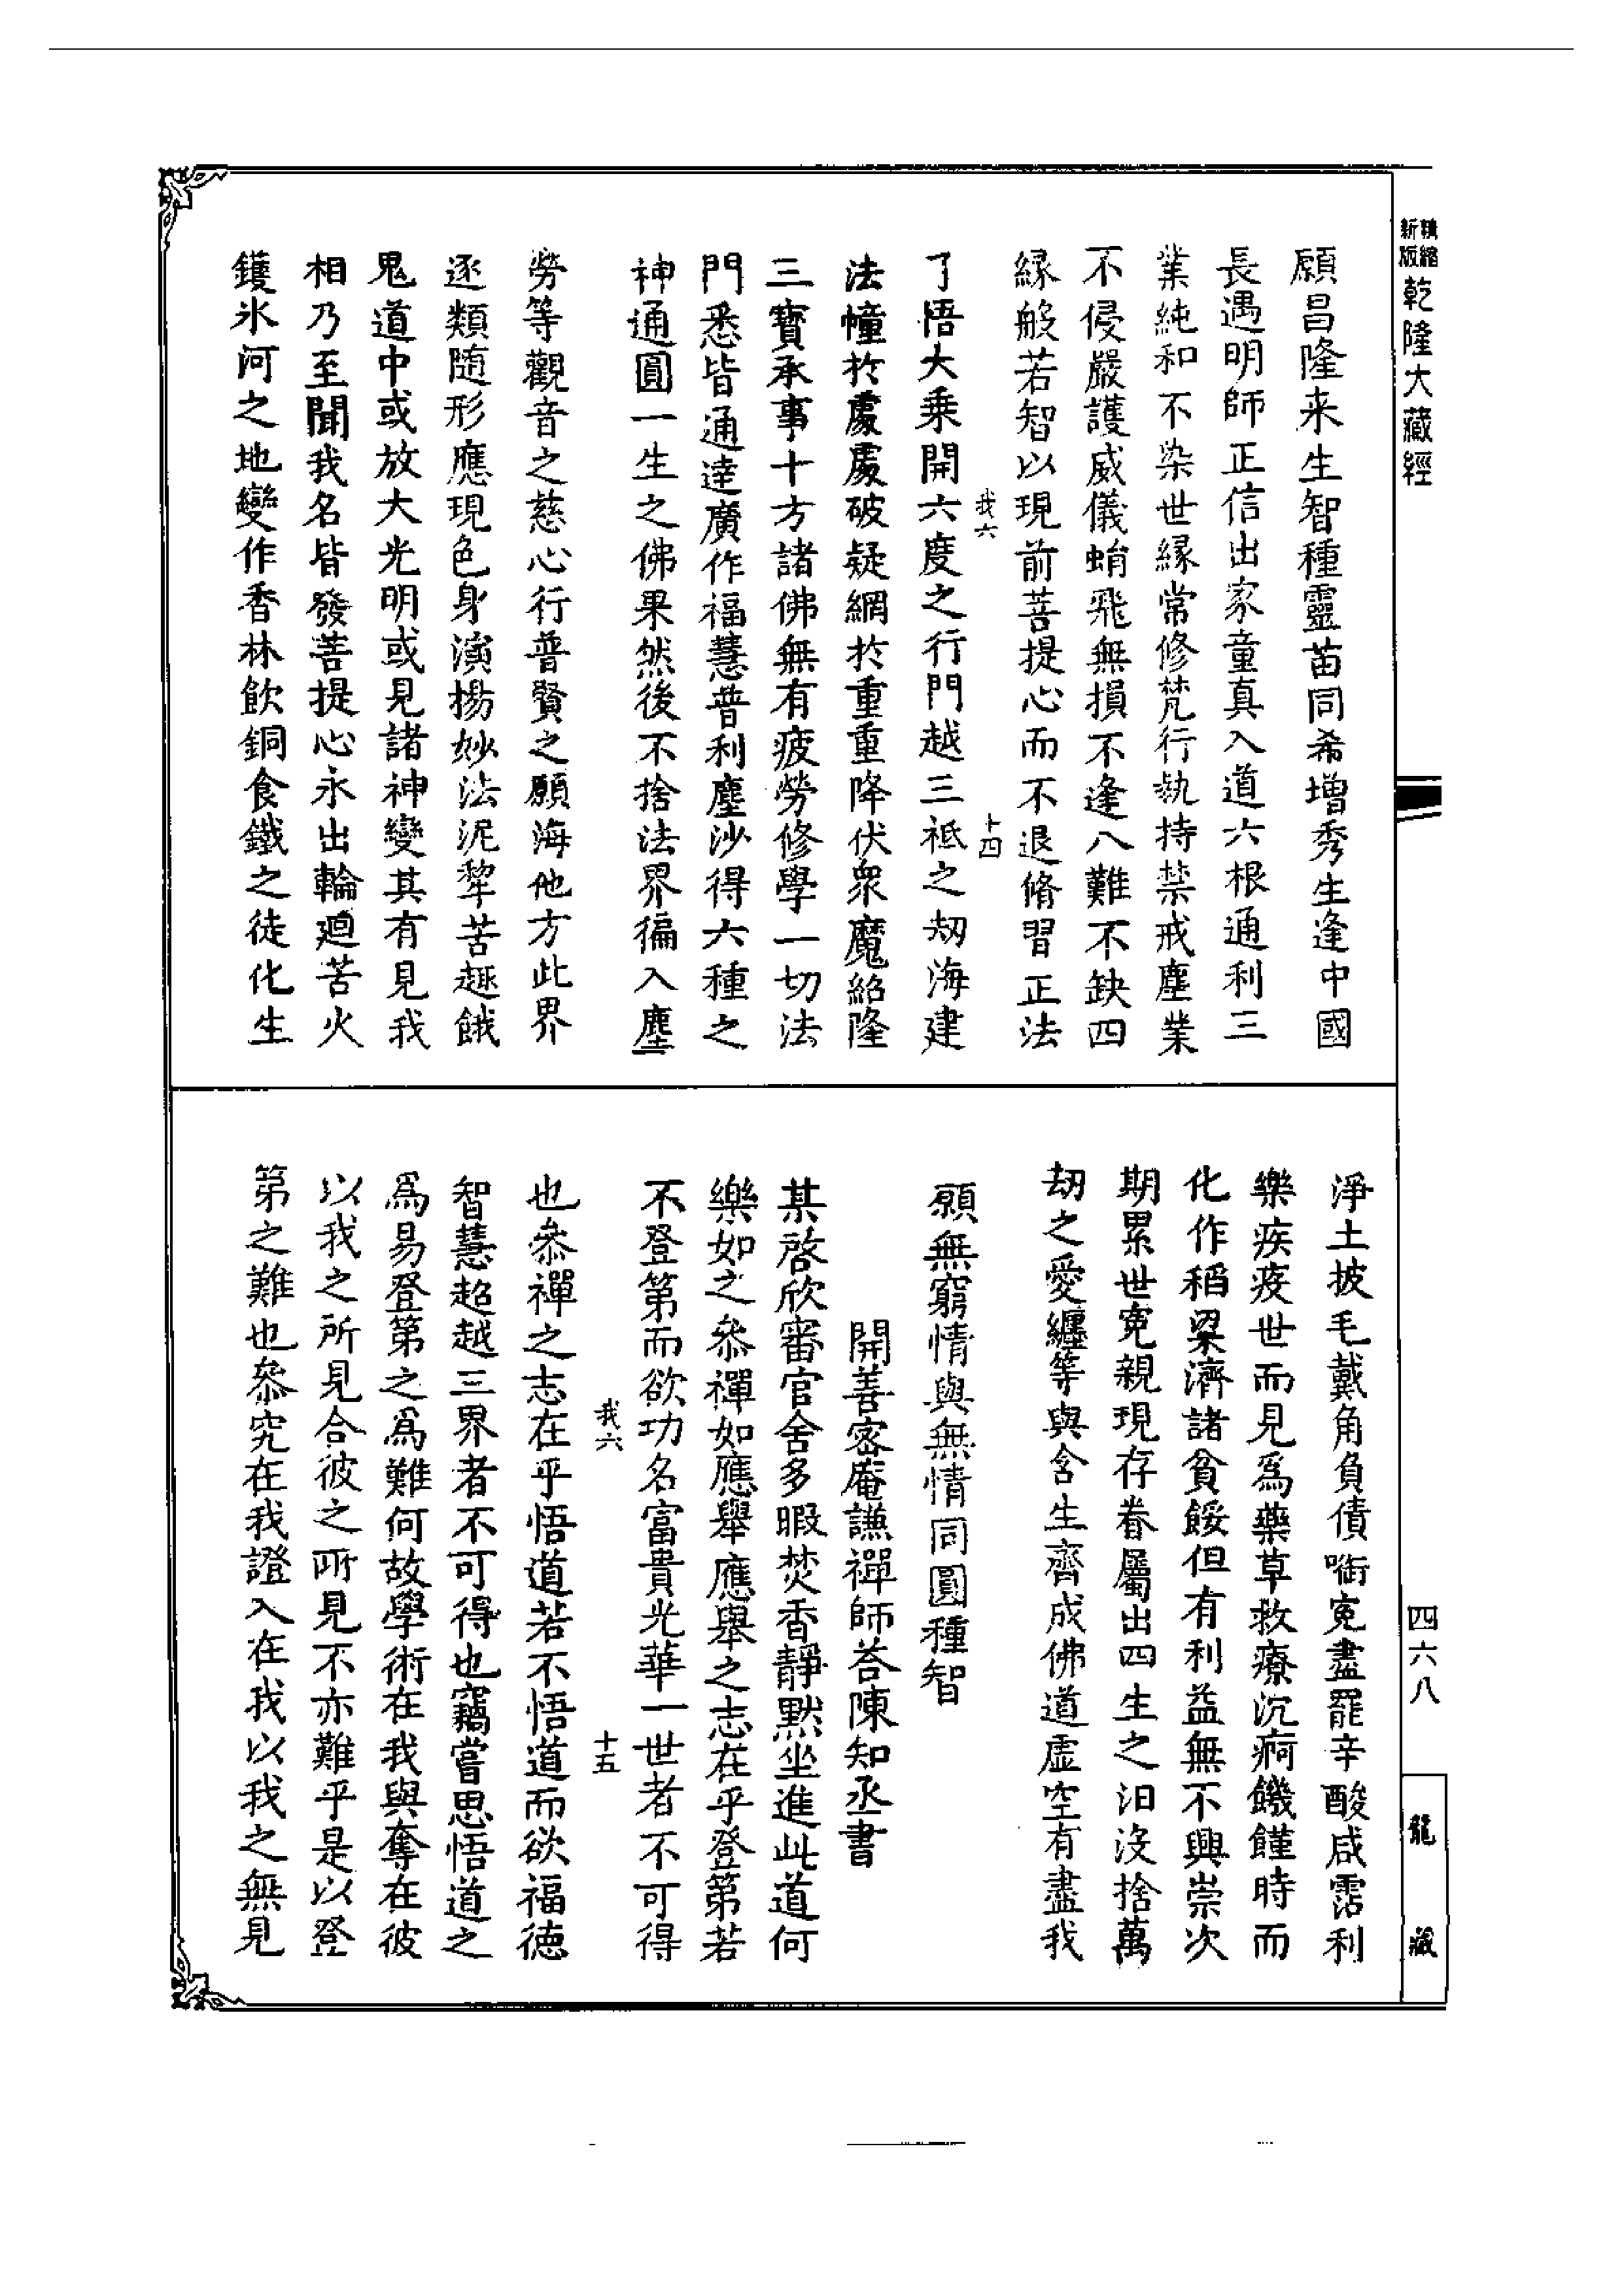 精縮新版乾隆大藏經
願昌隆来生智種靈苗同希增秀生逢中國
長遇明師正信出家童真入道六根通利三
業純和不染世緣常修梵行執持禁戒塵業
不侵嚴護威儀蜎飛無損不逢八難不缺四
緣般若智以現前菩提心而不退脩習正法
我六 十四
了悟大乘開六度之行門越三祇之劫海建
法幢於處處破疑網於重重降伏衆魔紹隆
三寶承事十方諸佛無有疲勞修學一切法
門悉皆通達廣作福慧普利塵沙得六種之
神通圓一生之佛果然後不捨法界徧入塵
勞等觀音之慈心行普賢之願海他方此界
逐類随形應現色身演揚妙法泥犂苦趣餓
鬼道中或放大光明或見諸神變其有見我
相乃至聞我名皆發菩提心永出輪迴苦火
鑊氷河之地變作香林飲銅食鐵之徒化生
淨土披毛戴角負債啣寃盡罷辛酸咸霑利
樂疾疫世而見爲藥草救療沉痾饑饉時而
化作稻粱濟諸貧餒但有利益無不興崇次
期累世寃親現存眷屬出四生之汩没捨萬
劫之愛纏等與含生齊成佛道虛空有盡我
願無窮情與無情同圓種智
開善密庵謙禪師荅陳知丞書
某啓欣審官舍多暇焚香靜默坐進此道何
樂如之叅禪如應舉應舉之志在乎登第若
不登第而欲功名富貴光華一世者不可得
我六 十五
也叅禪之志在乎悟道若不悟道而欲福德
智慧超越三界者不可得也竊嘗思悟道之
爲易登第之爲難何故學術在我與奪在彼
以我之所見合彼之所見不亦難乎是以登
第之難也叅究在我證入在我以我之無見
四六八
龍藏